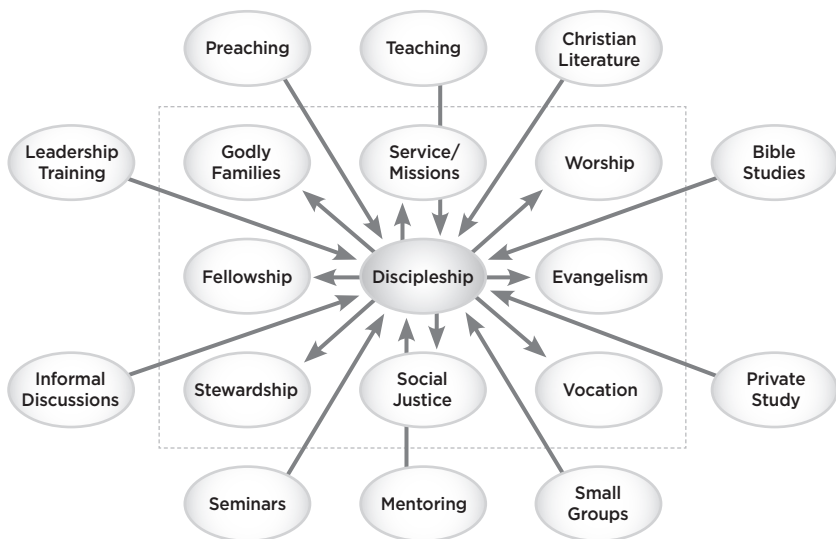 Preaching
Teaching
Christian
Literature
Leadership
Training
Godly
Families
Service/
Missions
Worship
Bible
Studies
Fellowship
Discipleship
Evangelism
Informal
Discussions
Stewardship
Social
Justice
Vocation
Private
Study
Seminars
Mentoring
Small
Groups